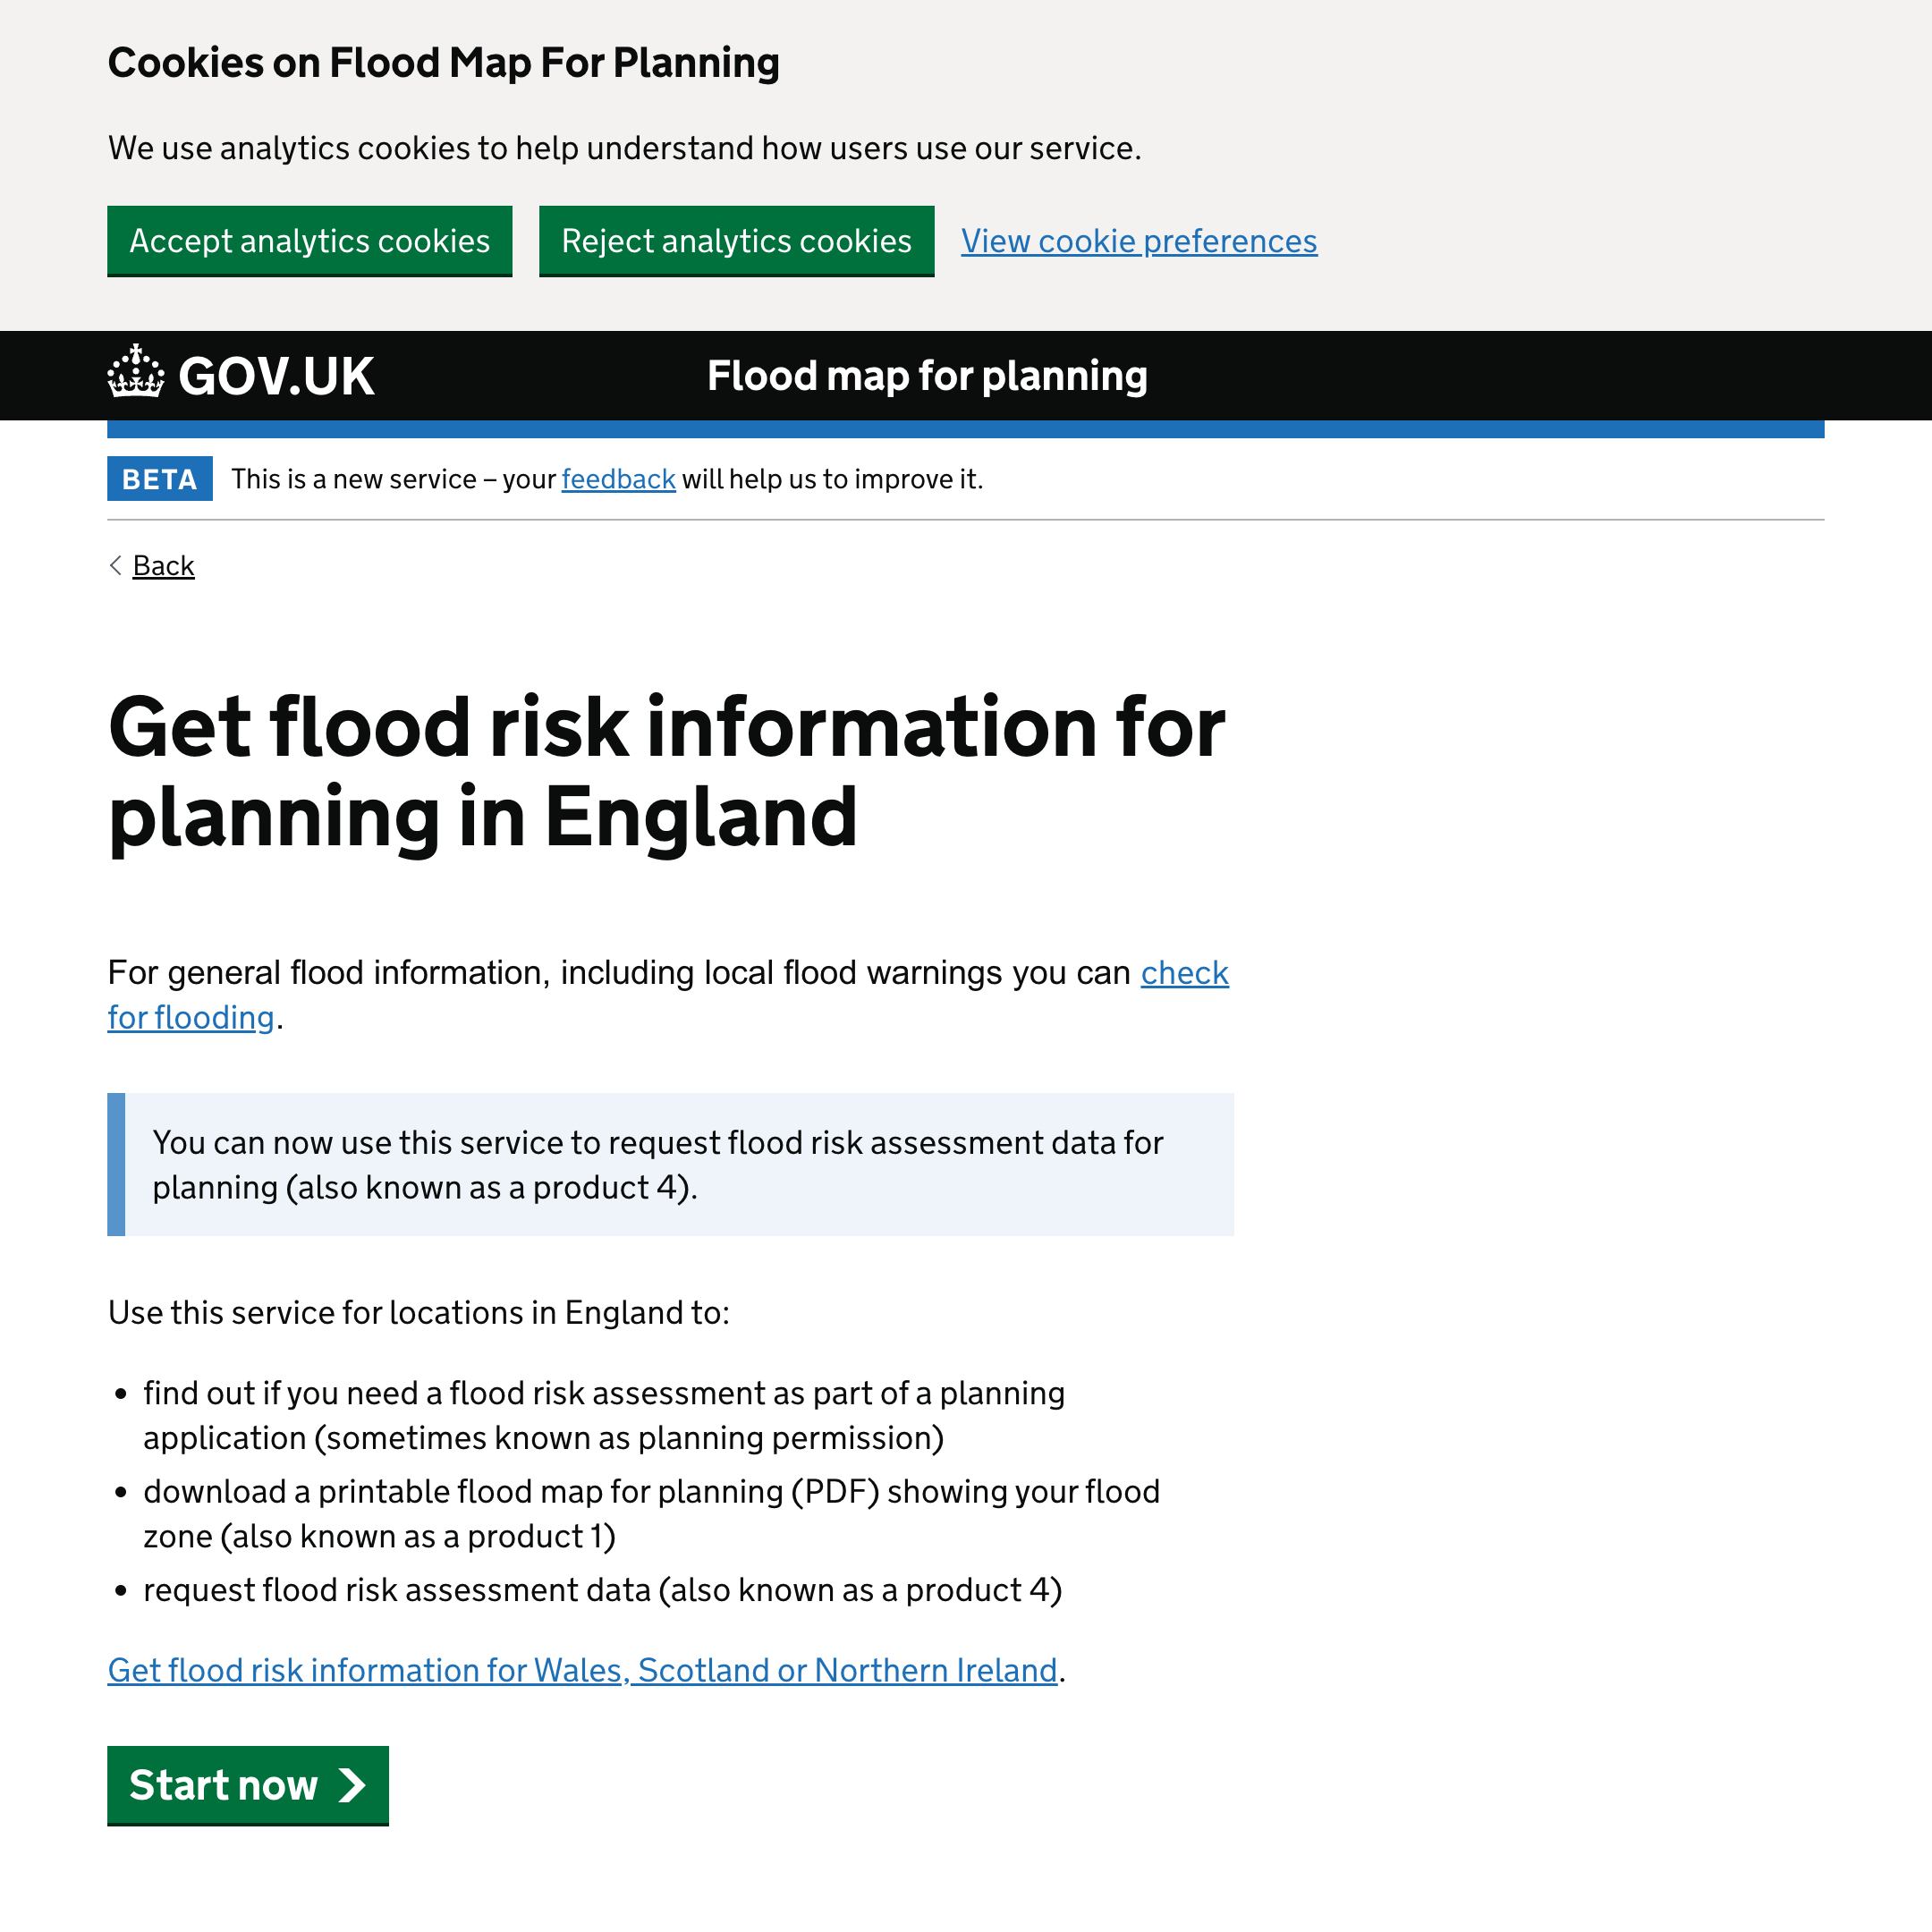 Cookies on Flood Map For Planning
We use analytics cookies to help understand how users use our service.
Accept analytics cookies
Reject analytics cookies
View cookie preferences
GOV.UK
Flood map for planning
BETA
This is a new service – your feedback will help us to improve it.
Back
Get flood risk information for
planning in England
For general flood information, including local flood warnings you can check
for flooding.
You can now use this service to request flood risk assessment data for
planning (also known as a product 4).
Use this service for locations in England to:
• find out if you need a flood risk assessment as part of a planning
application (sometimes known as planning permission)
• download a printable flood map for planning (PDF) showing your flood
zone (also known as a product 1)
• request flood risk assessment data (also known as a product 4)
Get flood risk information for Wales, Scotland or Northern Ireland.
Start now